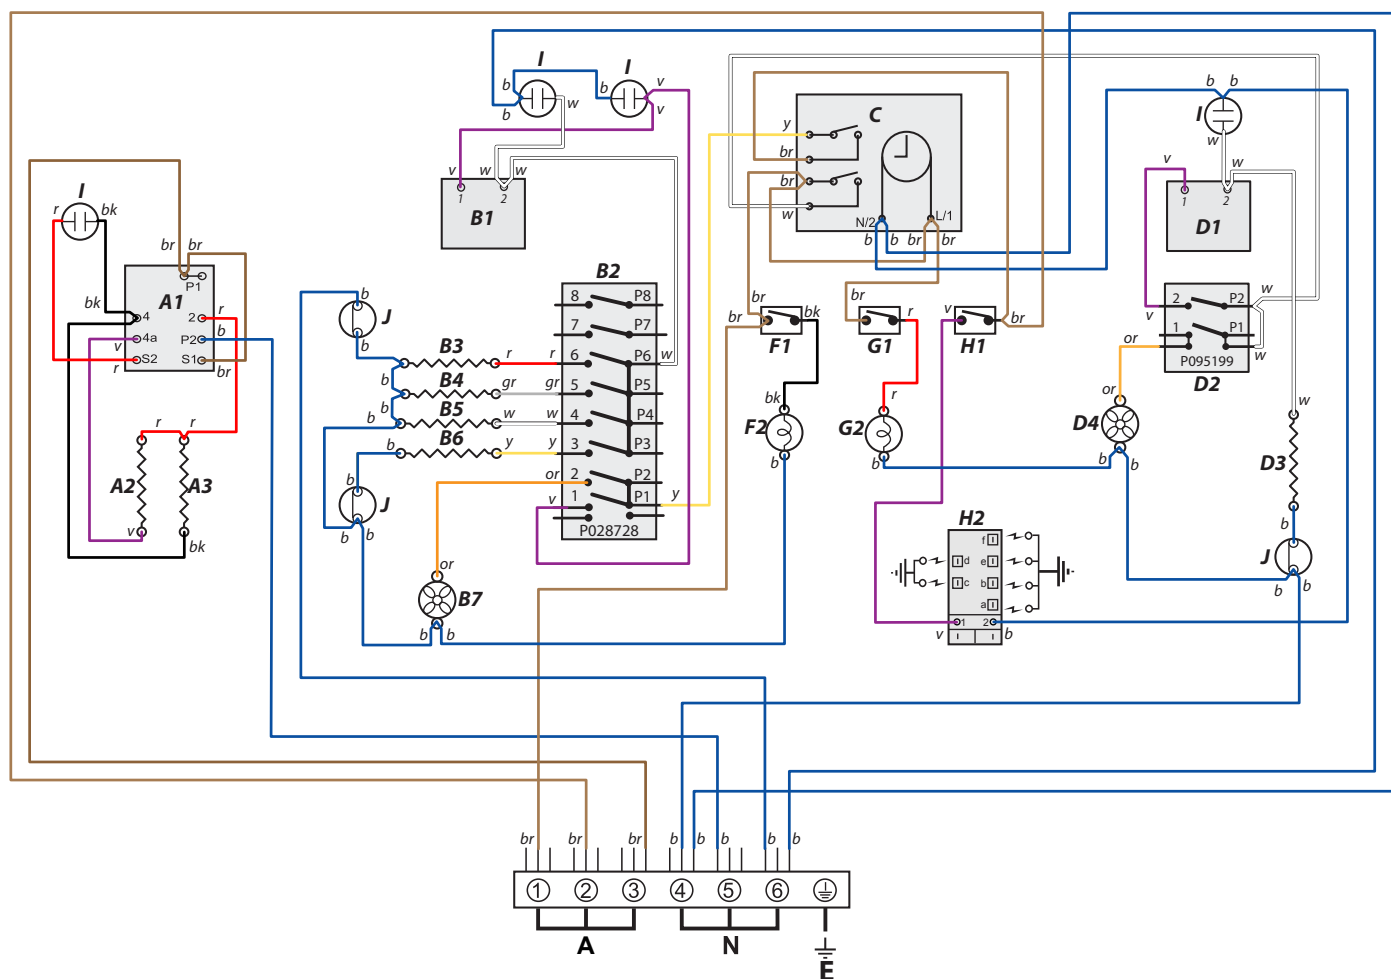 I
I
v
b
b
w
v
b
b
b
I
w
r
I
bk
v
w
w
1
2
B1
y
C
br
br
w
N/2
L/1
b
b
br
br
v
w
w
1
2
D1
br
br
P1
A1
bk
4
2
r
4a
P2
b
v
S2
S1
r
br
B2
8
P8
7
P7
6
P6
w
5
P5
4
P4
3
P3
2
P2
1
P1
y
P028728
b
J
b
B3
r
r
b
B4
gr
gr
b
B5
w
w
b
B6
y
y
b
J
b
b
or
v
or
B7
b
b
br
br
bk
F1
br
r
G1
v
br
H1
bk
F2
b
r
G2
b
2
P2
w
v
1
P1
w
P095199
D2
or
or
D4
b
b
w
D3
b
J
b
b
r
r
A2
A3
v
bk
H2
f
d
e
c
b
a
1
2
v
b
br
br
b
b
b
b
b
1
2
3
4
5
6
A
N
E